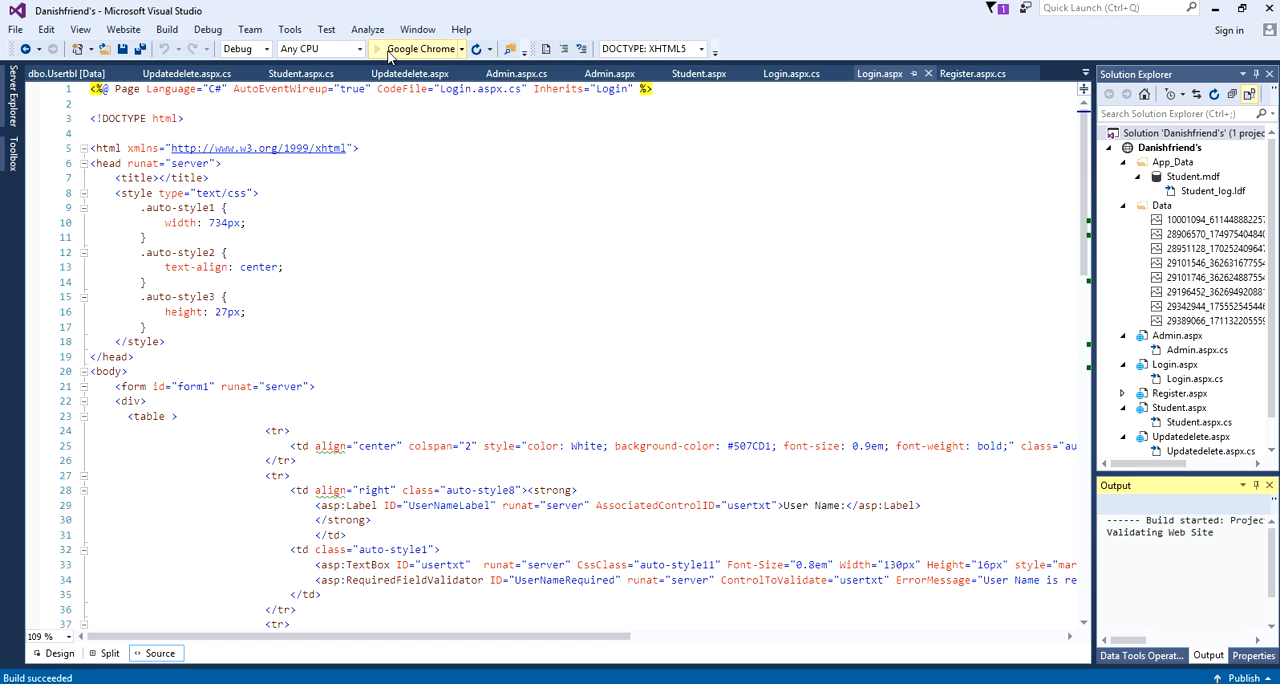 Danishfriend's - Microsoft Visual Studio
1
Quick Launch (Ctrl+Q)
File Edit View Website Build Debug Team Tools Test Analyze Window Help
Sign in
Debug Any CPU Google Chrome DOCTYPE: XHTML5
Server Explorer
Toolbox
dbo.Usertbl [Data] Updatedelete.aspx.cs Student.aspx.cs Updatedelete.aspx Admin.aspx.cs Admin.aspx Student.aspx Login.aspx.cs Login.aspx Register.aspx.cs
1 <%@ Page Language="C#" AutoEventWireup="true" CodeFile="Login.aspx.cs" Inherits="Login" %>
2
3 <!DOCTYPE html>
4
5 <html xmlns="http://www.w3.org/1999/xhtml">
6 <head runat="server">
7 <title></title>
8 <style type="text/css">
9 .auto-style1 {
10 width: 734px;
11 }
12 .auto-style2 {
13 text-align: center;
14 }
15 .auto-style3 {
16 height: 27px;
17 }
18 </style>
19 </head>
20 <body>
21 <form id="form1" runat="server">
22 <div>
23 <table >
24 <tr>
25 <td align="center" colspan="2" style="color: White; background-color: #507CD1; font-size: 0.9em; font-weight: bold;" class="au
26 </tr>
27 <tr>
28 <td align="right" class="auto-style8"><strong>
29 <asp:Label ID="UserNameLabel" runat="server" AssociatedControlID="usertxt">User Name:</asp:Label>
30 </strong>
31 </td>
32 <td class="auto-style1">
33 <asp:TextBox ID="usertxt" runat="server" CssClass="auto-style11" Font-Size="0.8em" Width="130px" Height="16px" style="mar
34 <asp:RequiredFieldValidator ID="UserNameRequired" runat="server" ControlToValidate="usertxt" ErrorMessage="User Name is re
35 </td>
36 </tr>
37 <tr>
109 %
Design Split Source
Build succeeded
Solution Explorer
Search Solution Explorer (Ctrl+;)
Solution 'Danishfriend's' (1 projec
Danishfriend's
App_Data
Student.mdf
Student_log.ldf
Data
10001094_611448882257
28906570_174975404840
28951128_170252409647
29101546_36263167755
29101746_36262488755
29196452_36269492088
29342944_175552545446
29389066_171132205559
Admin.aspx
Admin.aspx.cs
Login.aspx
Login.aspx.cs
Register.aspx
Student.aspx
Student.aspx.cs
Updatedelete.aspx
Updatedelete.aspx.cs
Output
------ Build started: Projec
Validating Web Site
Data Tools Operat... Output Properties
Publish